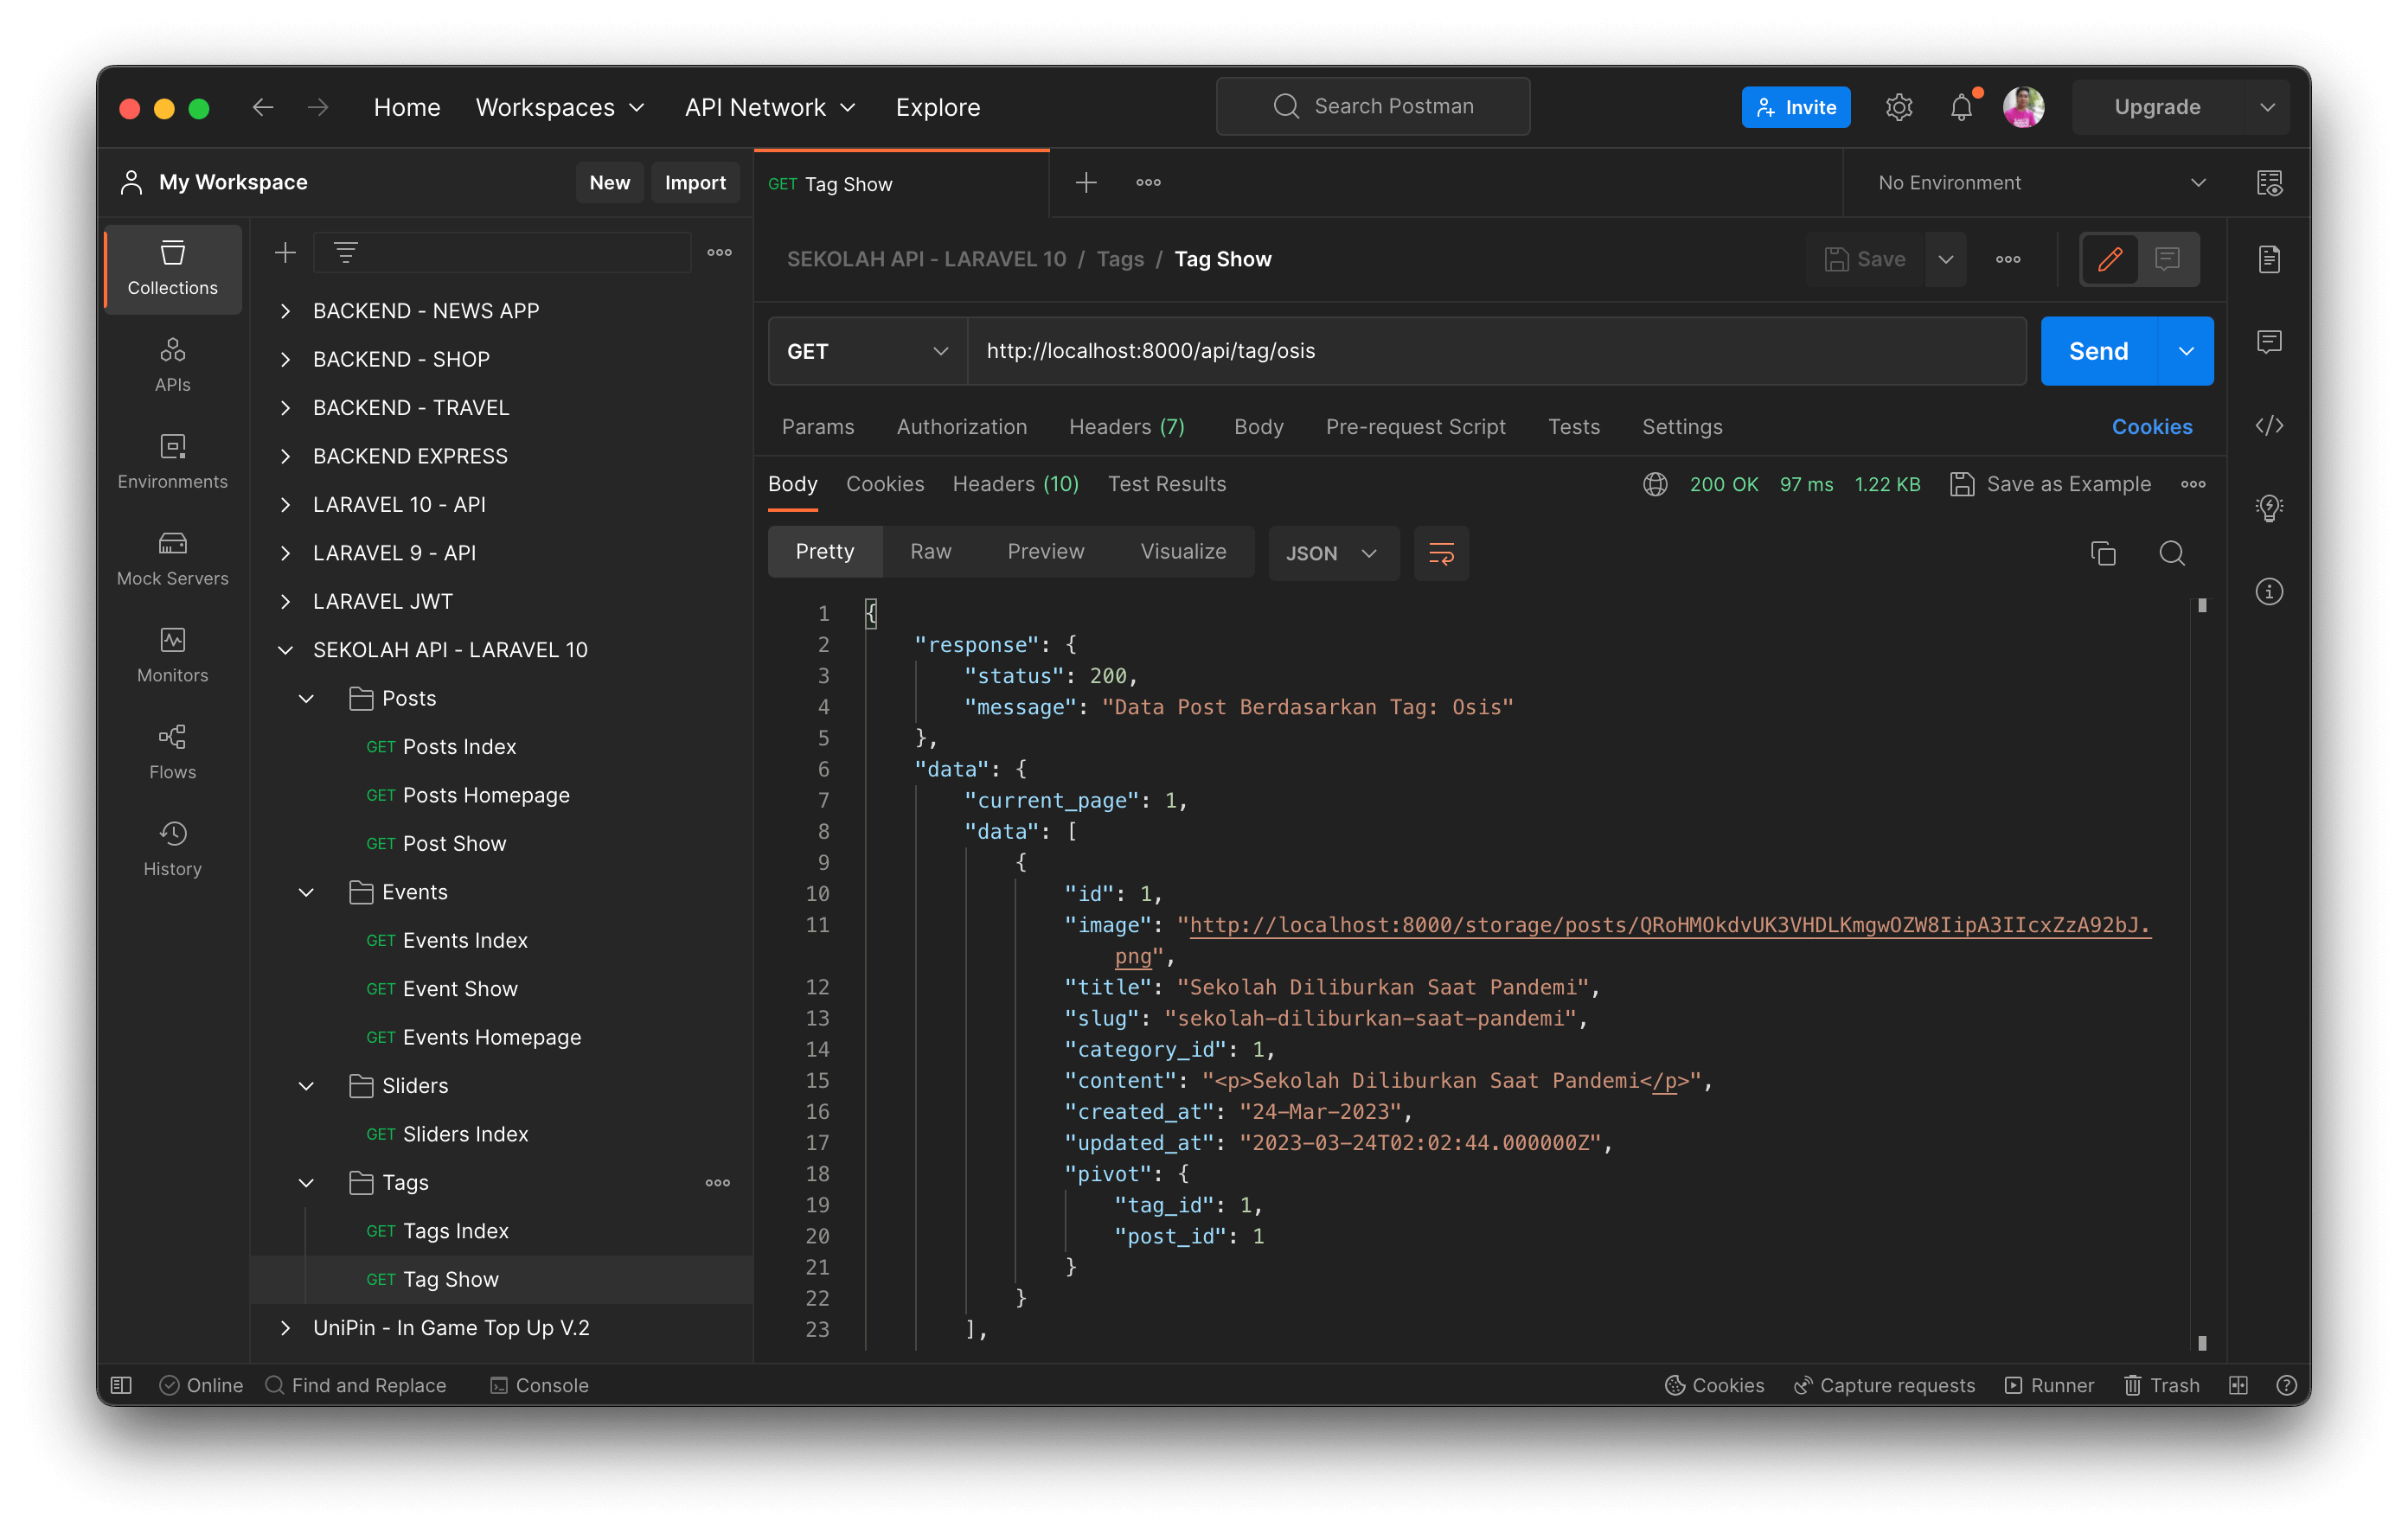 Home
Workspaces
API Network
Explore
Search Postman
Invite
Upgrade
My Workspace
New
Import
GET Tag Show
No Environment
Collections
APIs
Environments
Mock Servers
Monitors
Flows
History
BACKEND - NEWS APP
BACKEND - SHOP
BACKEND - TRAVEL
BACKEND EXPRESS
LARAVEL 10 - API
LARAVEL 9 - API
LARAVEL JWT
SEKOLAH API - LARAVEL 10
Posts
GET Posts Index
GET Posts Homepage
GET Post Show
Events
GET Events Index
GET Event Show
GET Events Homepage
Sliders
GET Sliders Index
Tags
GET Tags Index
GET Tag Show
UniPin - In Game Top Up V.2
SEKOLAH API - LARAVEL 10 / Tags / Tag Show
Save
GET
http://localhost:8000/api/tag/osis
Send
Params
Authorization
Headers (7)
Body
Pre-request Script
Tests
Settings
Cookies
Body
Cookies
Headers (10)
Test Results
200 OK
97 ms
1.22 KB
Save as Example
Pretty
Raw
Preview
Visualize
JSON
1 {
2 "response": {
3 "status": 200,
4 "message": "Data Post Berdasarkan Tag: Osis"
5 },
6 "data": {
7 "current_page": 1,
8 "data": [
9 {
10 "id": 1,
11 "image": "http://localhost:8000/storage/posts/QRoHMOkdvUK3VHDLKmgwOZW8IipA3IIcxZzA92bJ.
png",
12 "title": "Sekolah Diliburkan Saat Pandemi",
13 "slug": "sekolah-diliburkan-saat-pandemi",
14 "category_id": 1,
15 "content": "<p>Sekolah Diliburkan Saat Pandemi</p>",
16 "created_at": "24-Mar-2023",
17 "updated_at": "2023-03-24T02:02:44.000000Z",
18 "pivot": {
19 "tag_id": 1,
20 "post_id": 1
21 }
22 }
23 ],
Online
Find and Replace
Console
Cookies
Capture requests
Runner
Trash